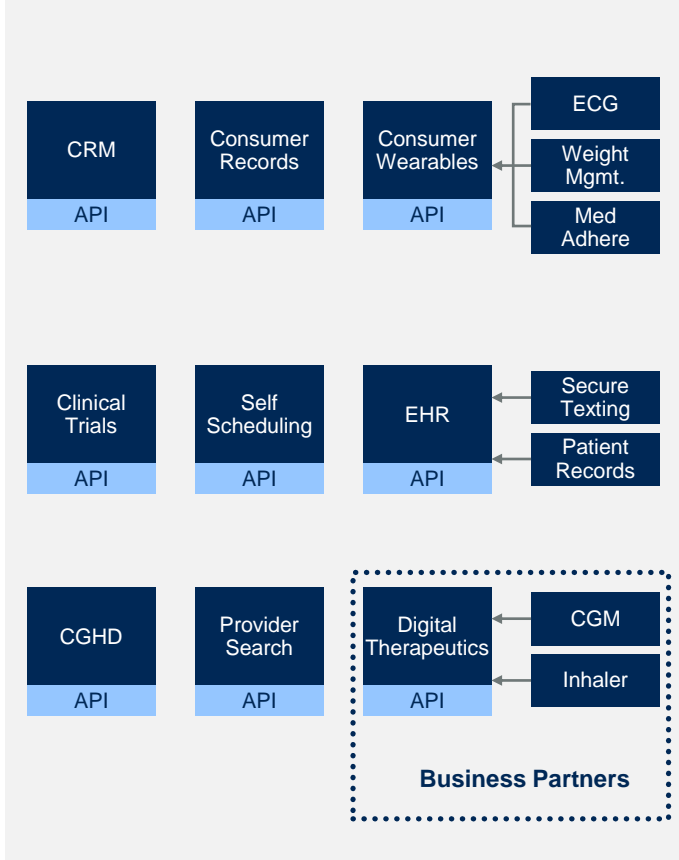 CRM
API
Consumer
Records
API
Consumer
Wearables
API
ECG
Weight
Mgmt.
Med
Adhere
Clinical
Trials
API
Self
Scheduling
API
EHR
API
Secure
Texting
Patient
Records
CGHD
API
Provider
Search
API
Digital
Therapeutics
API
CGM
Inhaler
Business Partners